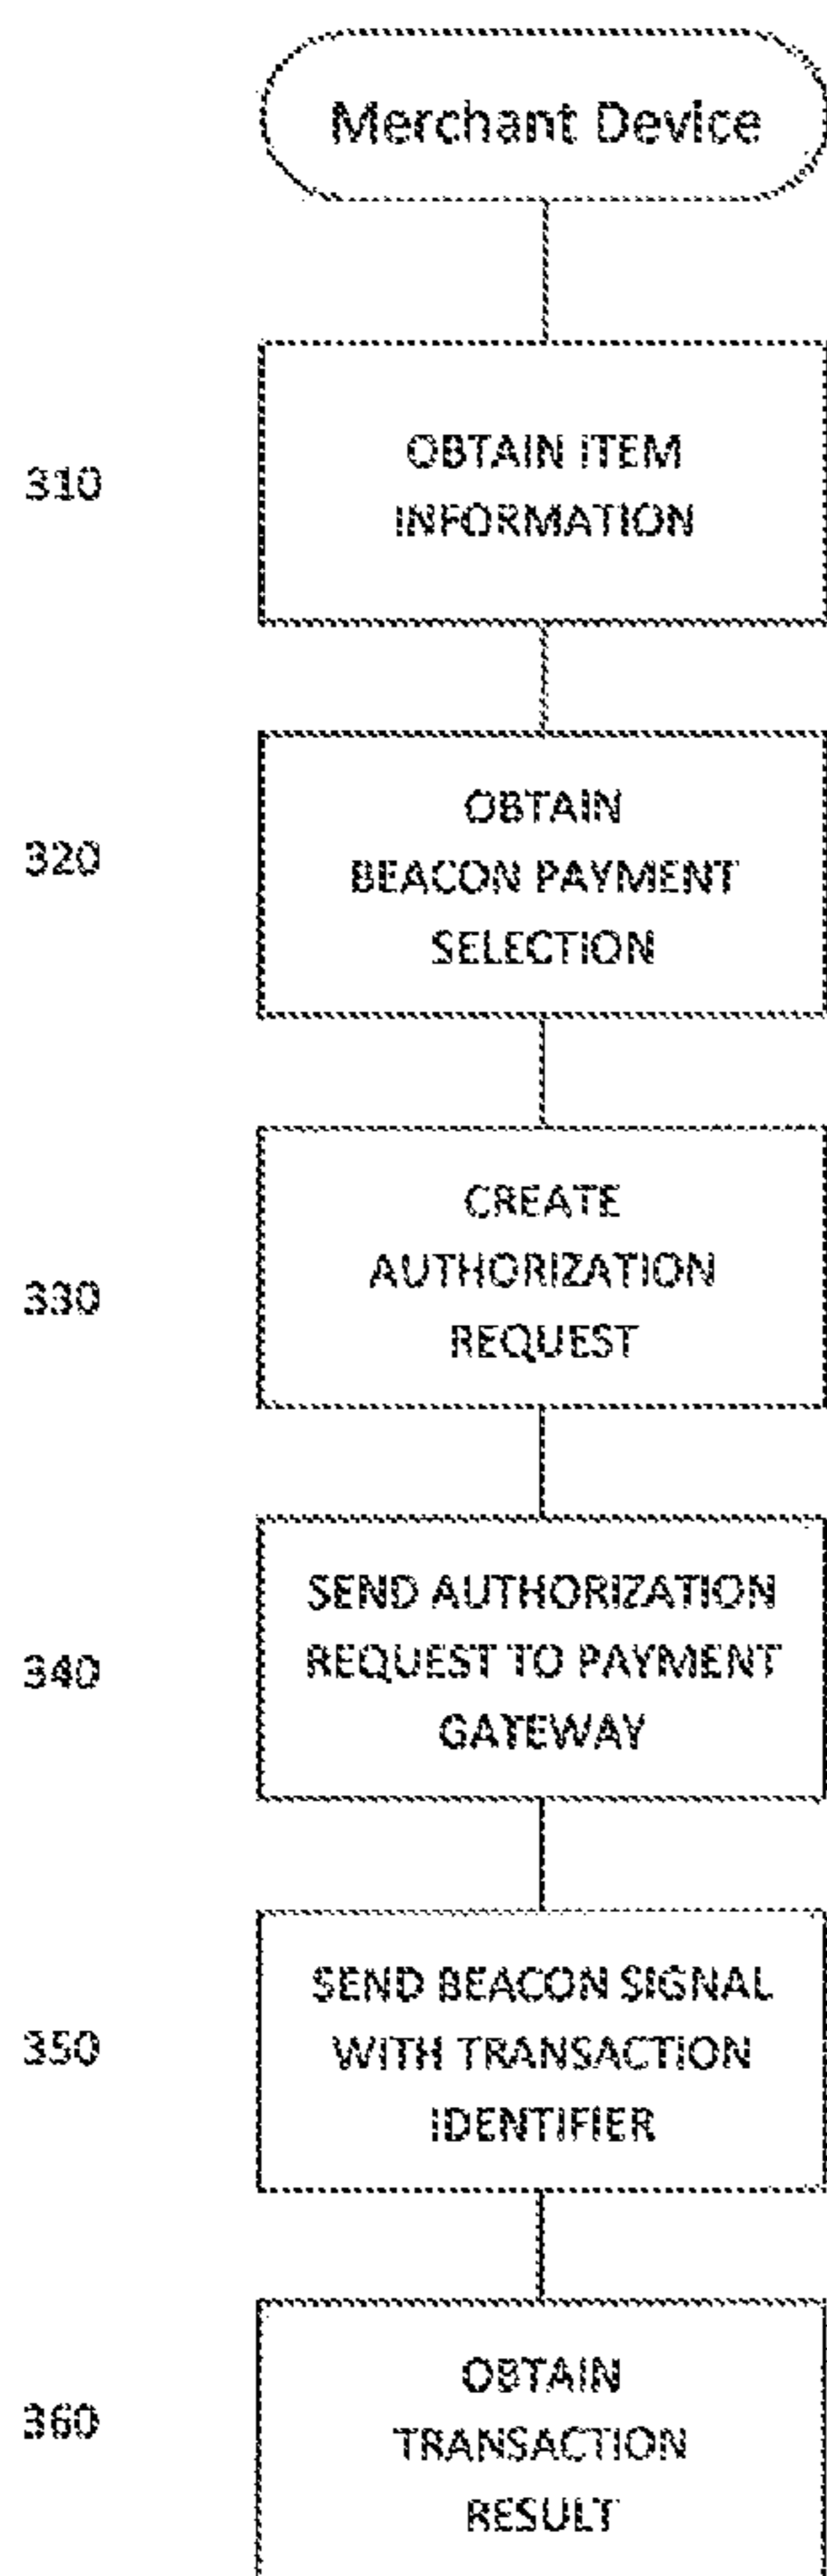 Merchant Device
310
OBTAIN ITEM
INFORMATION
320
OBTAIN
BEACON PAYMENT
SELECTION
330
CREATE
AUTHORIZATION
REQUEST
340
SEND AUTHORIZATION
REQUEST TO PAYMENT
GATEWAY
350
SEND BEACON SIGNAL
WITH TRANSACTION
IDENTIFIER
360
OBTAIN
TRANSACTION
RESULT